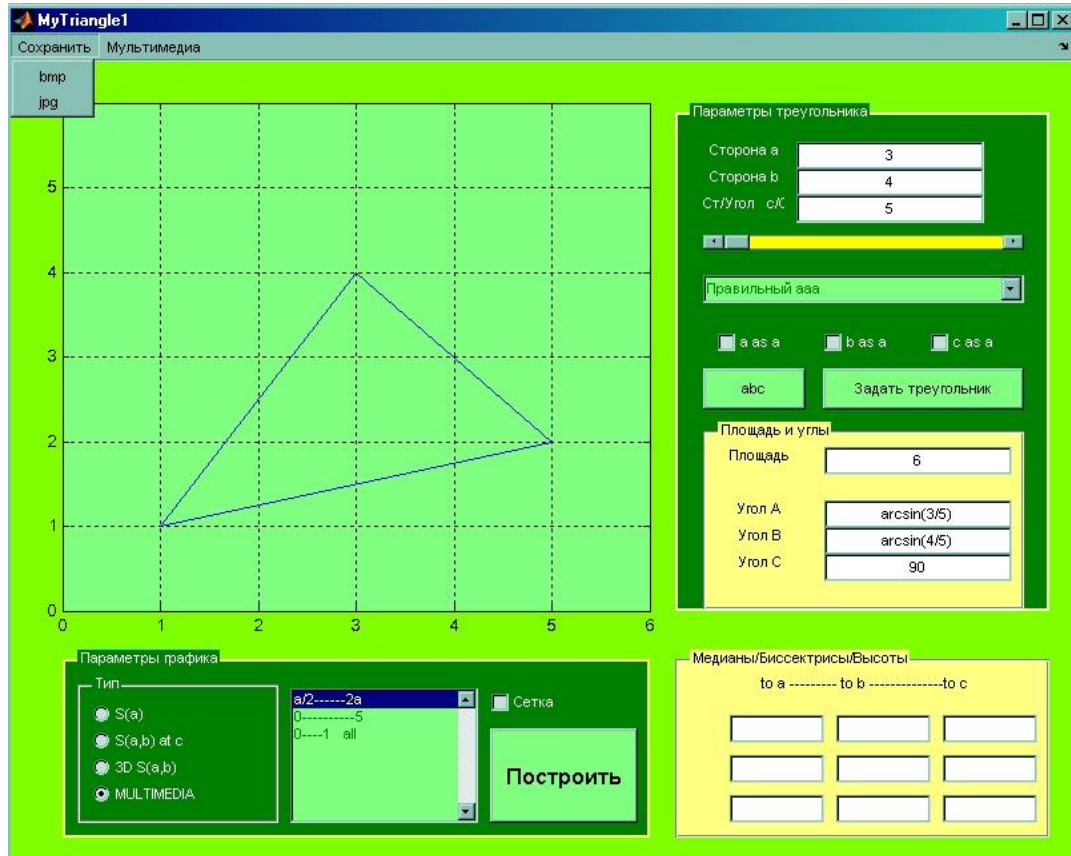 MyTriangle1
Сохранить Мультимедиа
bmp
jpg
5
4
3
2
1
0
0 1 2 3 4 5 6
Параметры треугольника
Сторона a 3
Сторона b 4
Ст/Угол c/C 5
Правильный aaa
a as a b as a c as a
abc Задать треугольник
Площадь и углы
Площадь 6
Угол A arcsin(3/5)
Угол B arcsin(4/5)
Угол C 90
Параметры графика
Тип
S(a)
S(a,b) at c
3D S(a,b)
MULTIMEDIA
a/2------2a
0----------5
0----1 all
Сетка
Построить
Медианы/Биссектрисы/Высоты
to a --------- to b --------------to c